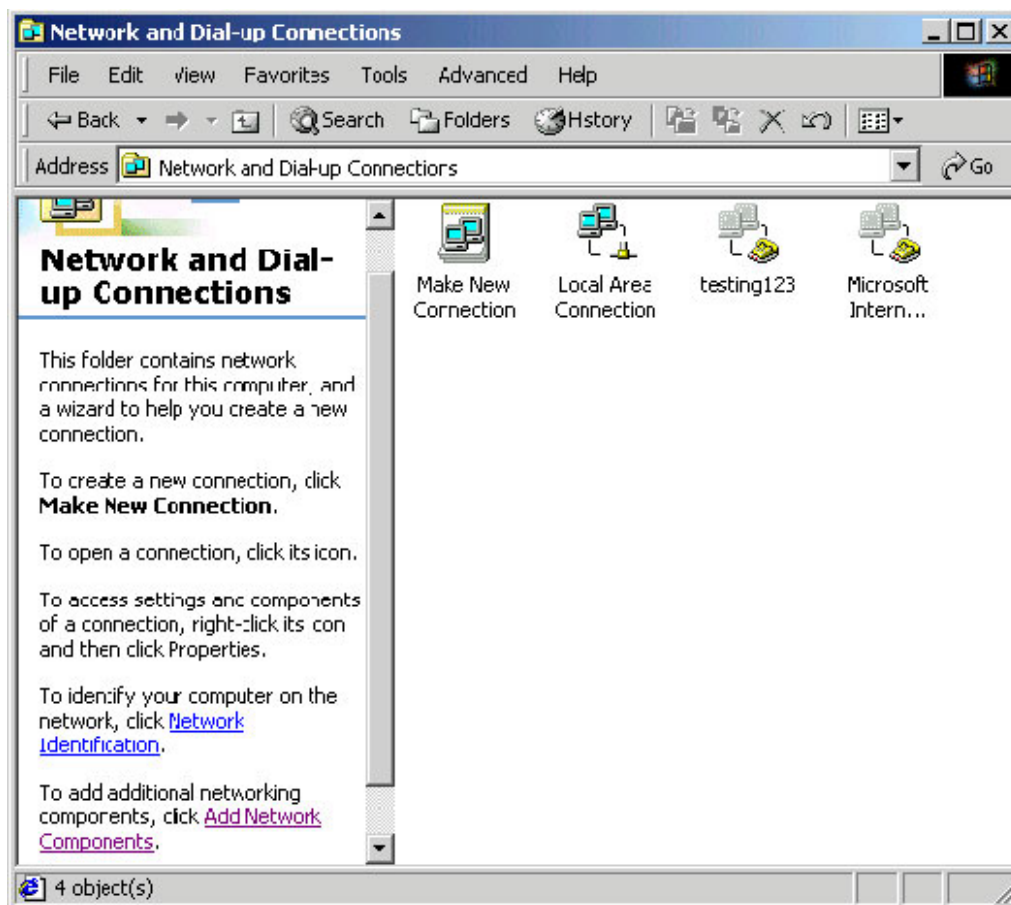 Network and Dial-up Connections
File Edit View Favorites Tools Advanced Help
Back Search Folders History
Address Network and Dial-up Connections Go
Network and Dial-
up Connections
This folder contains network
connections for this computer, and
a wizard to help you create a new
connection.
To create a new connection, click
Make New Connection.
To open a connection, click its icon.
To access settings and components
of a connection, right-click its icon
and then click Properties.
To identify your computer on the
network, click Network
Identification.
To add additional networking
components, click Add Network
Components.
Make New
Connection
Local Area
Connection
testing123
Microsoft
Intern...
4 object(s)